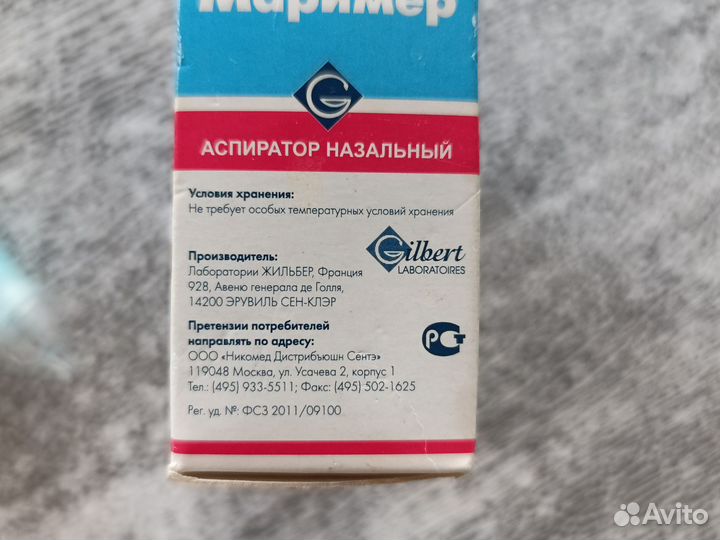 Маример
G
АСПИРАТОР НАЗАЛЬНЫЙ
Условия хранения:
Не требует особых температурных условий хранения
Gilbert
LABORATOIRES
Производитель:
Лаборатории ЖИЛЬБЕР, Франция
928, Авеню генерала де Голля,
14200 ЭРУВИЛЬ СЕН-КЛЭР
Претензии потребителей
направлять по адресу:
ООО «Никомед Дистрибъюшн Сентэ»
119048 Москва, ул. Усачева 2, корпус 1
Тел.: (495) 933-5511; Факс: (495) 502-1625
РСТ
Рег. уд. №: ФСЗ 2011/09100
Avito